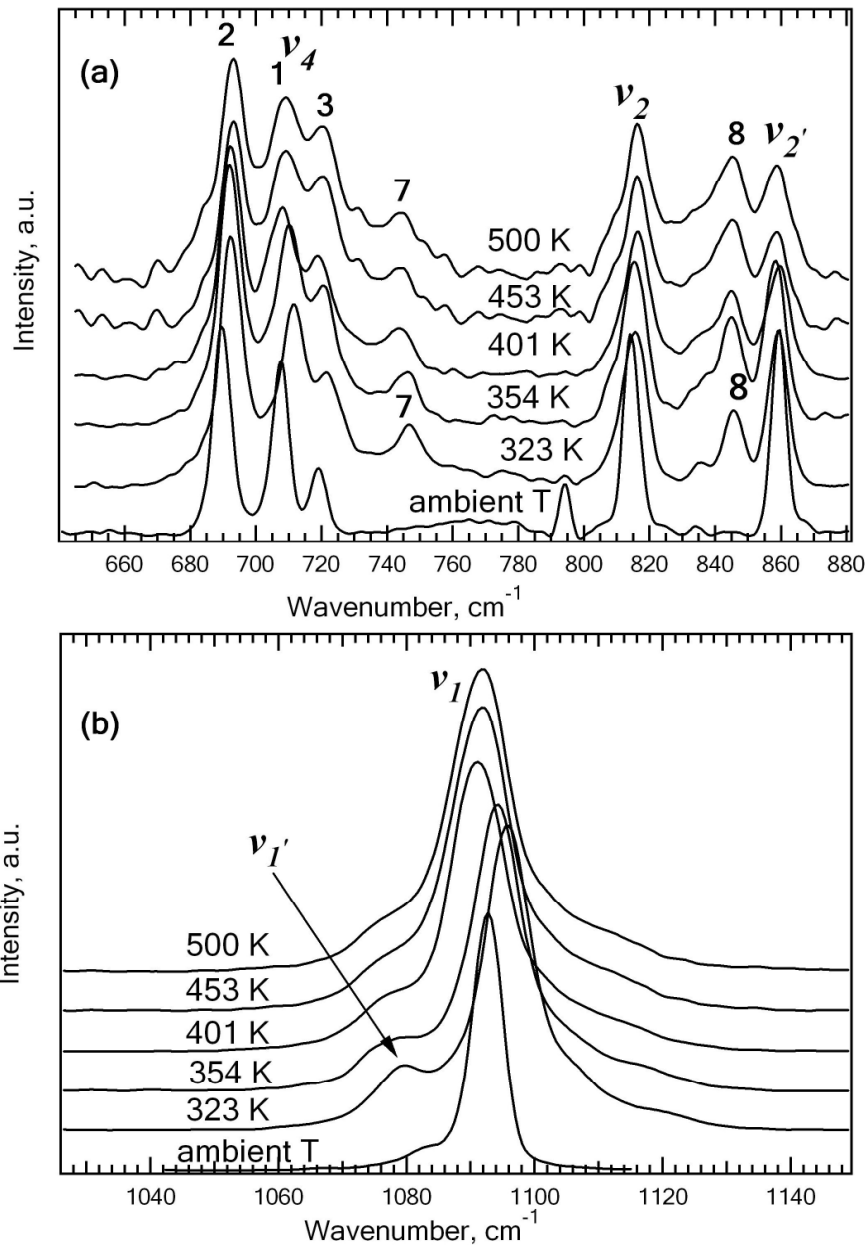 (a)
2
ν4
1
3
7
ν2
8
ν2'
500 K
453 K
401 K
354 K
8
7
323 K
ambient T
Intensity, a.u.
660 680 700 720 740 760 780 800 820 840 860 880
Wavenumber, cm-1
(b)
ν1
ν1'
500 K
453 K
401 K
354 K
323 K
ambient T
Intensity, a.u.
1040 1060 1080 1100 1120 1140
Wavenumber, cm-1